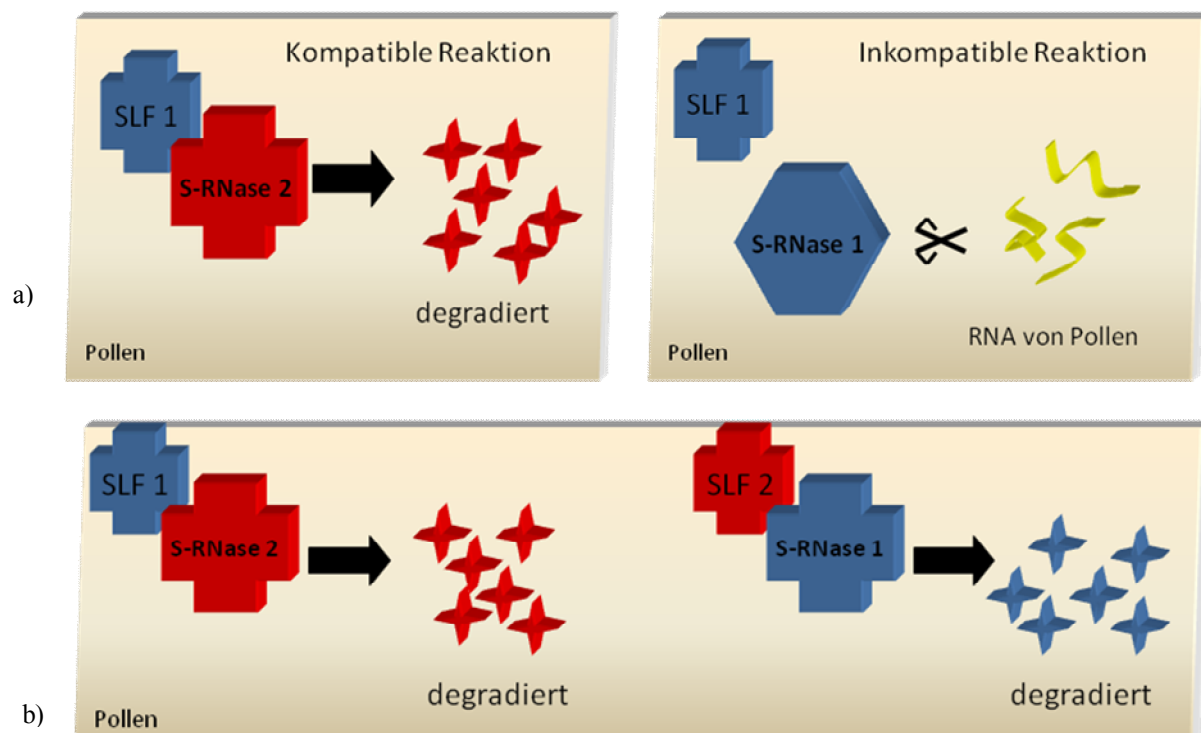 Kompatible Reaktion
SLF 1
S-RNase 2
degradiert
Pollen
a)
Inkompatible Reaktion
SLF 1
S-RNase 1
RNA von Pollen
Pollen
SLF 1
S-RNase 2
degradiert
SLF 2
S-RNase 1
degradiert
Pollen
b)